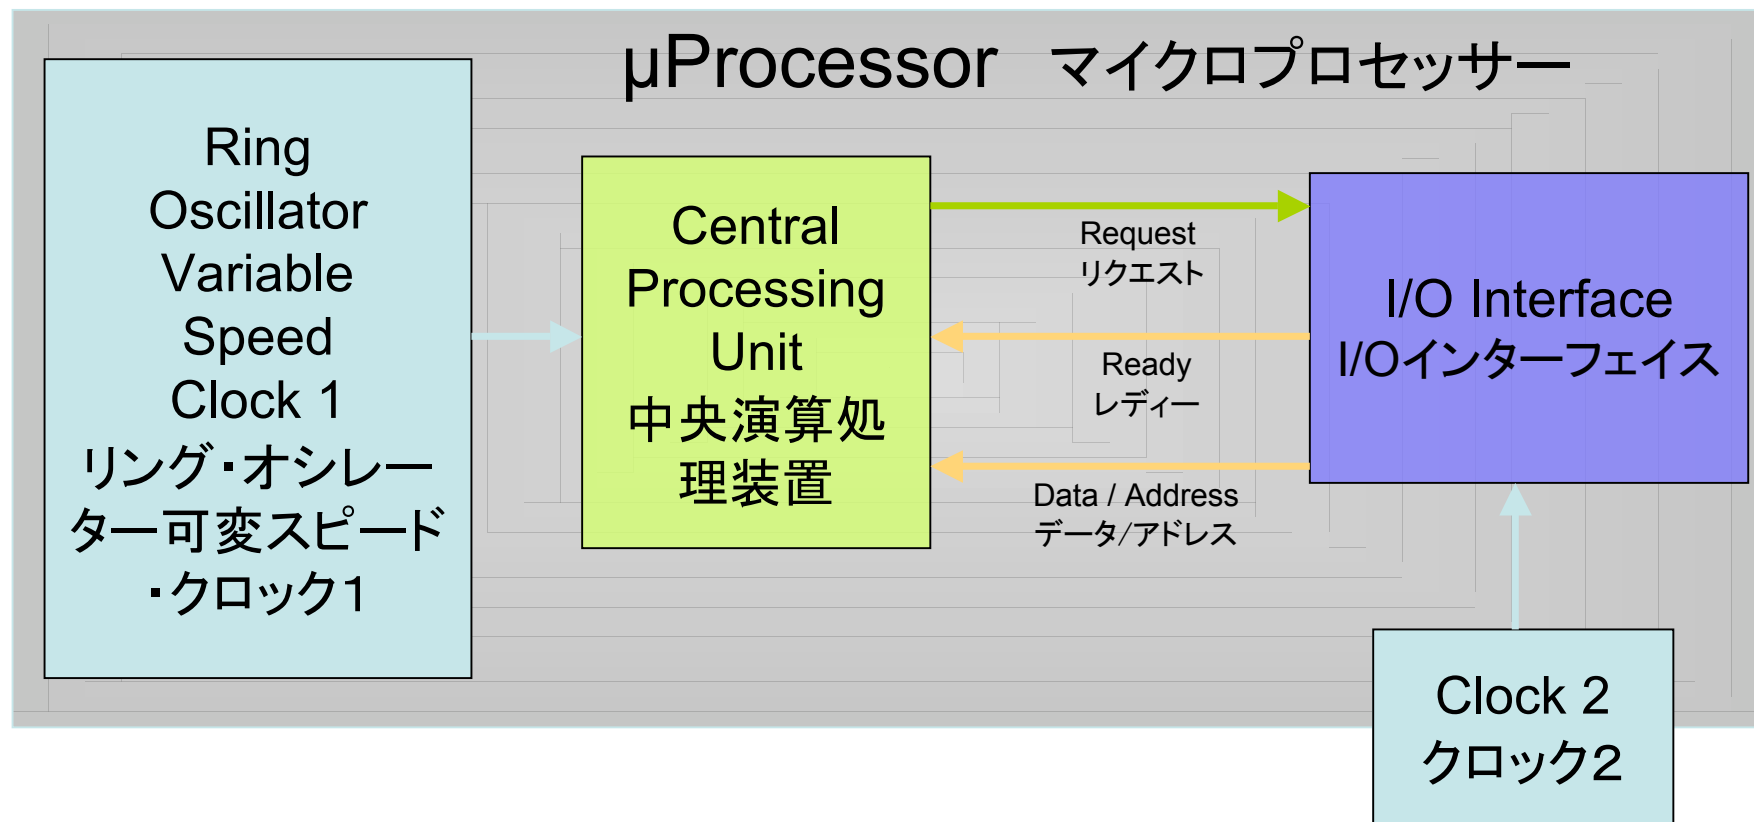 μProcessor マイクロプロセッサー
Ring
Oscillator
Variable
Speed
Clock 1
リング・オシレー
ター可変スピード
・クロック１
Central
Processing
Unit
中央演算処
理装置
Request
リクエスト
Ready
レディー
Data / Address
データ/アドレス
I/O Interface
I/Oインターフェイス
Clock 2
クロック２